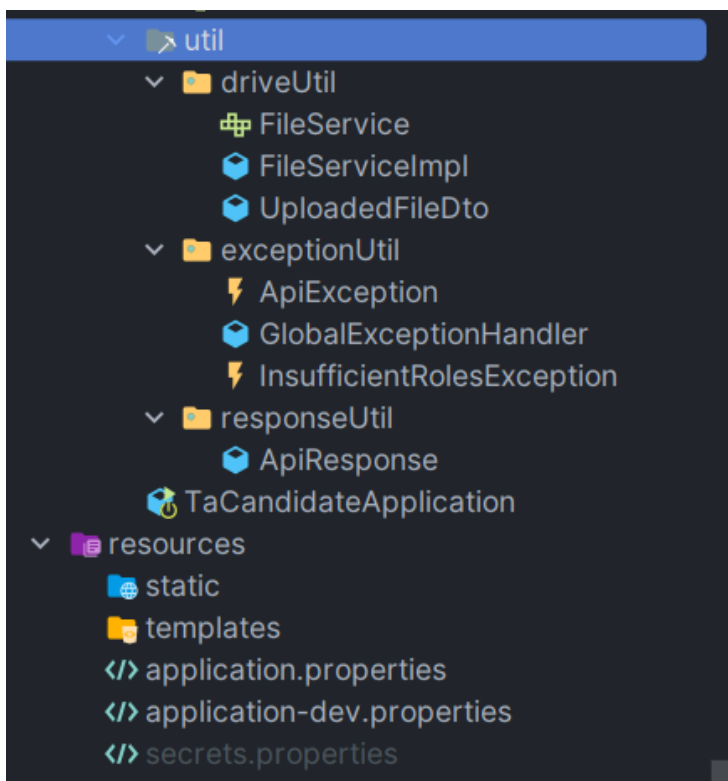 util
driveUtil
FileService
FileServiceImpl
UploadedFileDto
exceptionUtil
ApiException
GlobalExceptionHandler
InsufficientRolesException
responseUtil
ApiResponse
TaCandidateApplication
resources
static
templates
application.properties
application-dev.properties
secrets.properties